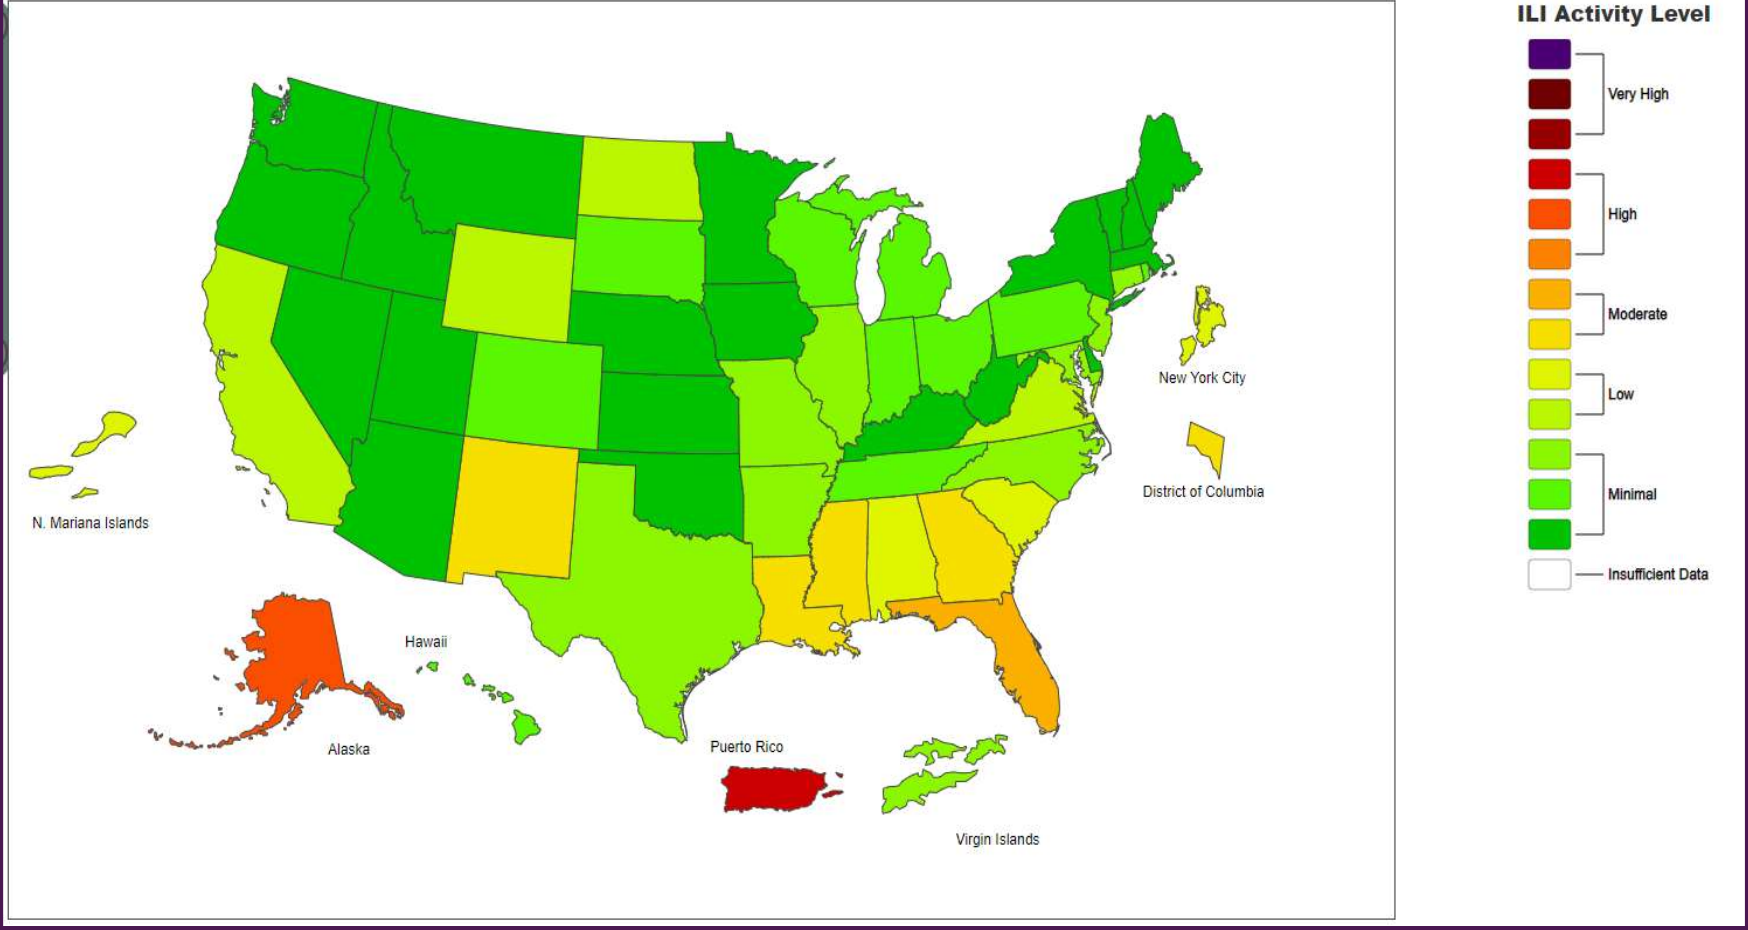 ILI Activity Level
Very High
High
Moderate
Low
Minimal
Insufficient Data
New York City
District of Columbia
N. Mariana Islands
Hawaii
Alaska
Puerto Rico
Virgin Islands